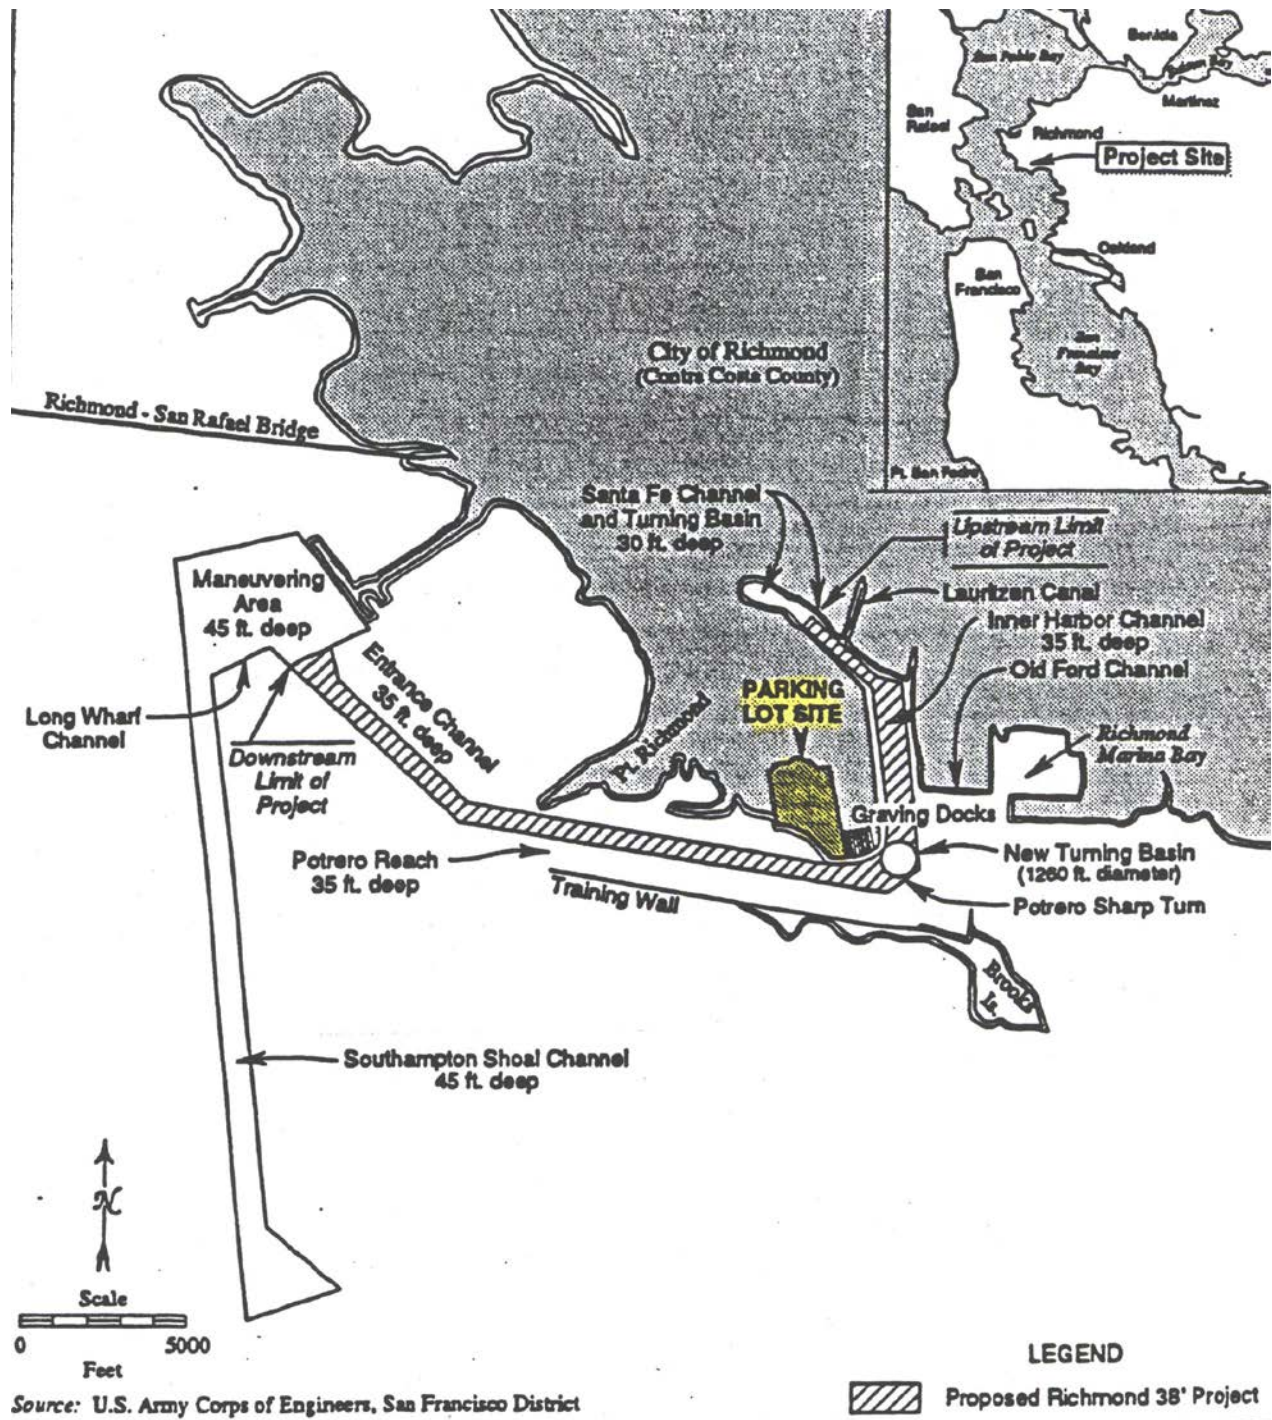 San Pablo Bay
Benicia
Martinez
San
Rafael
Richmond
Project Site
Oakland
San
Francisco
San
Francisco
Bay
Pt. San Pedro
City of Richmond
(Contra Costa County)
Richmond - San Rafael Bridge
Santa Fe Channel
and Turning Basin
30 ft. deep
Upstream Limit
of Project
Lauritzen Canal
Inner Harbor Channel
35 ft. deep
Old Ford Channel
Maneuvering
Area
45 ft. deep
Entrance Channel
35 ft. deep
PARKING
LOT SITE
Pt. Richmond
Long Wharf
Channel
Downstream
Limit of
Project
Richmond
Marina Bay
Graving Docks
Potrero Reach
35 ft. deep
Training Wall
New Turning Basin
(1260 ft. diameter)
Potrero Sharp Turn
Brooks
Is.
Southampton Shoal Channel
45 ft. deep
N
Scale
0 5000
Feet
LEGEND
Proposed Richmond 38' Project
Source: U.S. Army Corps of Engineers, San Francisco District